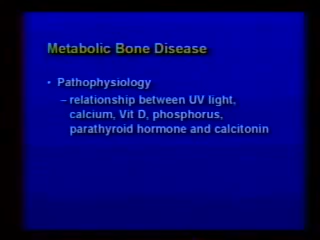 Metabolic Bone Disease
• Pathophysiology
– relationship between UV light,
calcium, Vit D, phosphorus,
parathyroid hormone and calcitonin